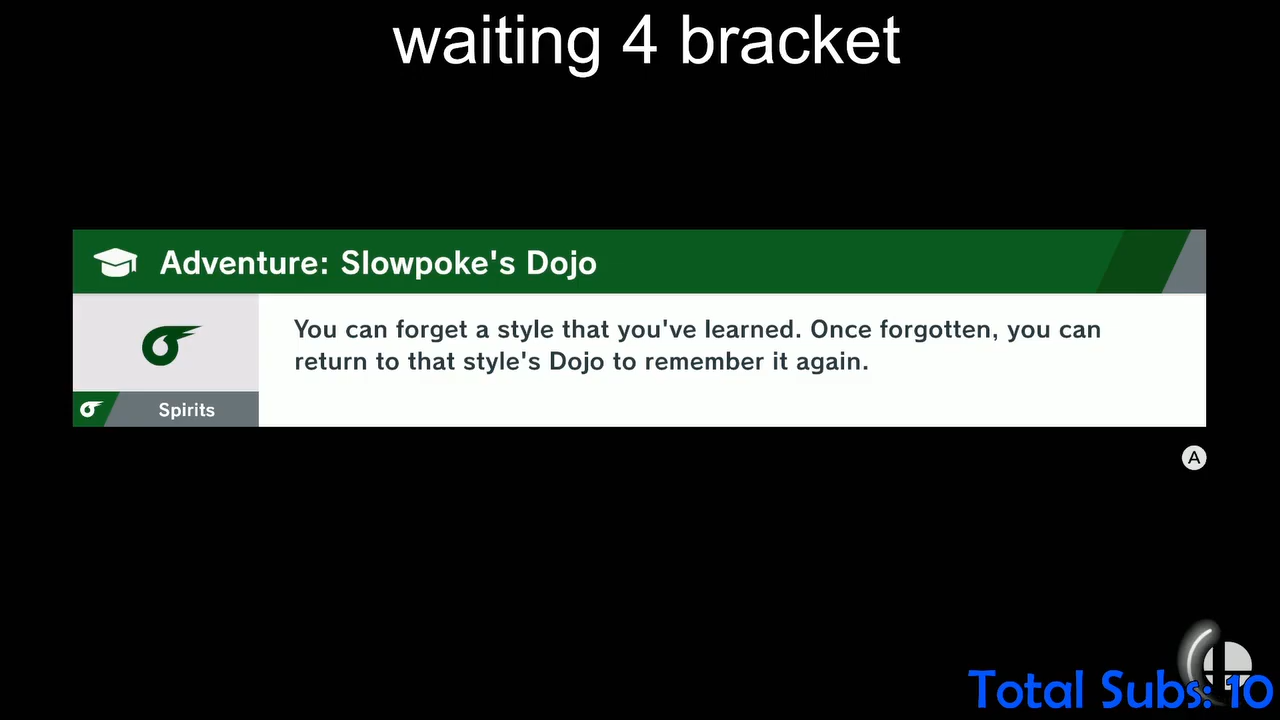 waiting 4 bracket
Adventure: Slowpoke's Dojo
You can forget a style that you've learned. Once forgotten, you can
return to that style's Dojo to remember it again.
Spirits
A
Total Subs: 10